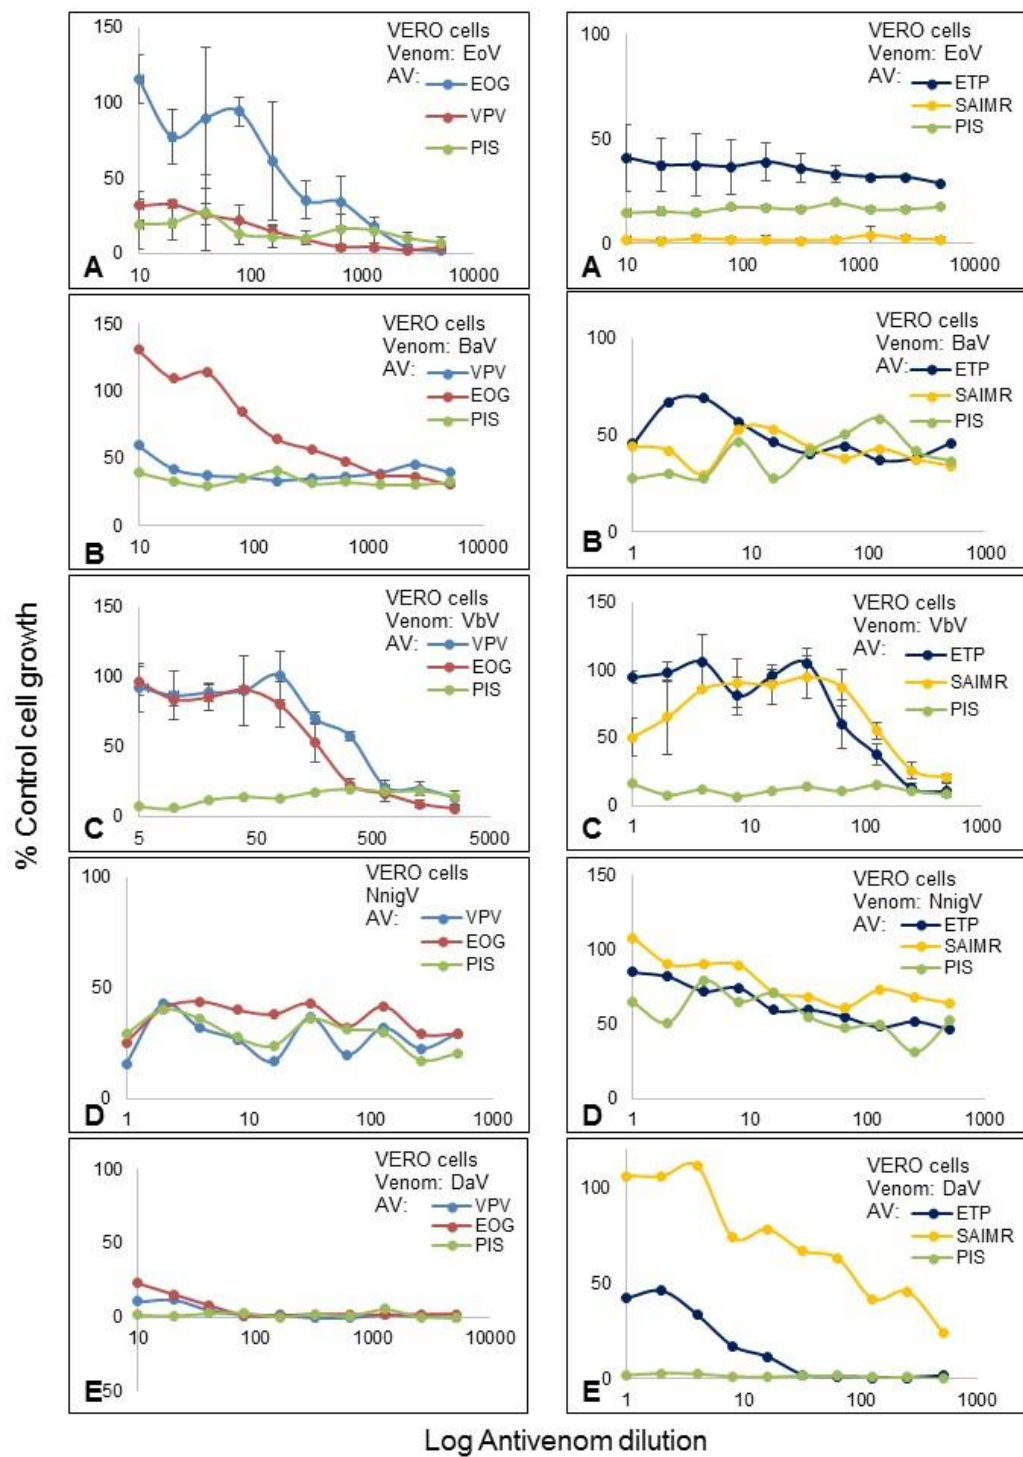 % Control cell growth
VERO cells
Venom: EoV
AV:
EOG
VPV
PIS
150
100
50
0
10 100 1000 10000
A
VERO cells
Venom: EoV
AV:
ETP
SAIMR
PIS
100
50
0
10 100 1000 10000
A
VERO cells
Venom: BaV
AV:
VPV
EOG
PIS
150
100
50
0
10 100 1000 10000
B
VERO cells
Venom: BaV
AV:
ETP
SAIMR
PIS
100
50
0
1 10 100 1000
B
VERO cells
Venom: VbV
AV:
VPV
EOG
PIS
150
100
50
0
5 50 500 5000
C
VERO cells
Venom: VbV
AV:
ETP
SAIMR
PIS
150
100
50
0
1 10 100 1000
C
VERO cells
NnigV
AV:
VPV
EOG
PIS
100
50
0
1 10 100 1000
D
VERO cells
Venom: NnigV
AV:
ETP
SAIMR
PIS
150
100
50
0
1 10 100 1000
D
VERO cells
Venom: DaV
AV:
VPV
EOG
PIS
100
50
0
10 100 1000 10000
50
E
VERO cells
Venom: DaV
AV:
ETP
SAIMR
PIS
100
50
0
1 10 100 1000
E
Log Antivenom dilution